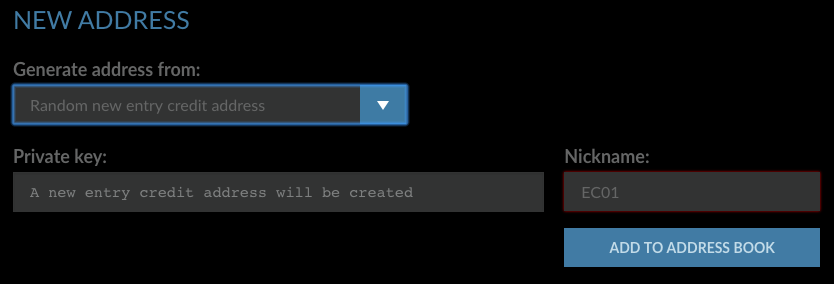 NEW ADDRESS
Generate address from:
Random new entry credit address
Private key:
A new entry credit address will be created
Nickname:
EC01
ADD TO ADDRESS BOOK